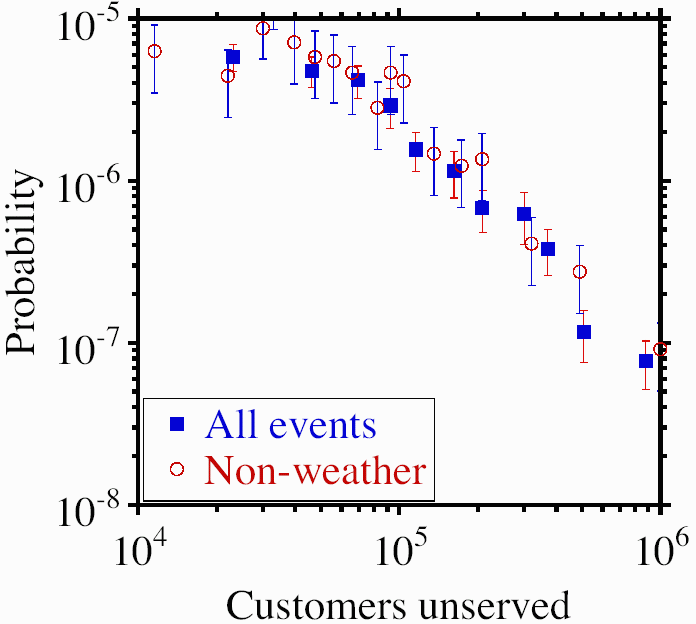 10^-5
10^-6
10^-7
10^-8
Probability
All events
Non-weather
10^4 10^5 10^6
Customers unserved